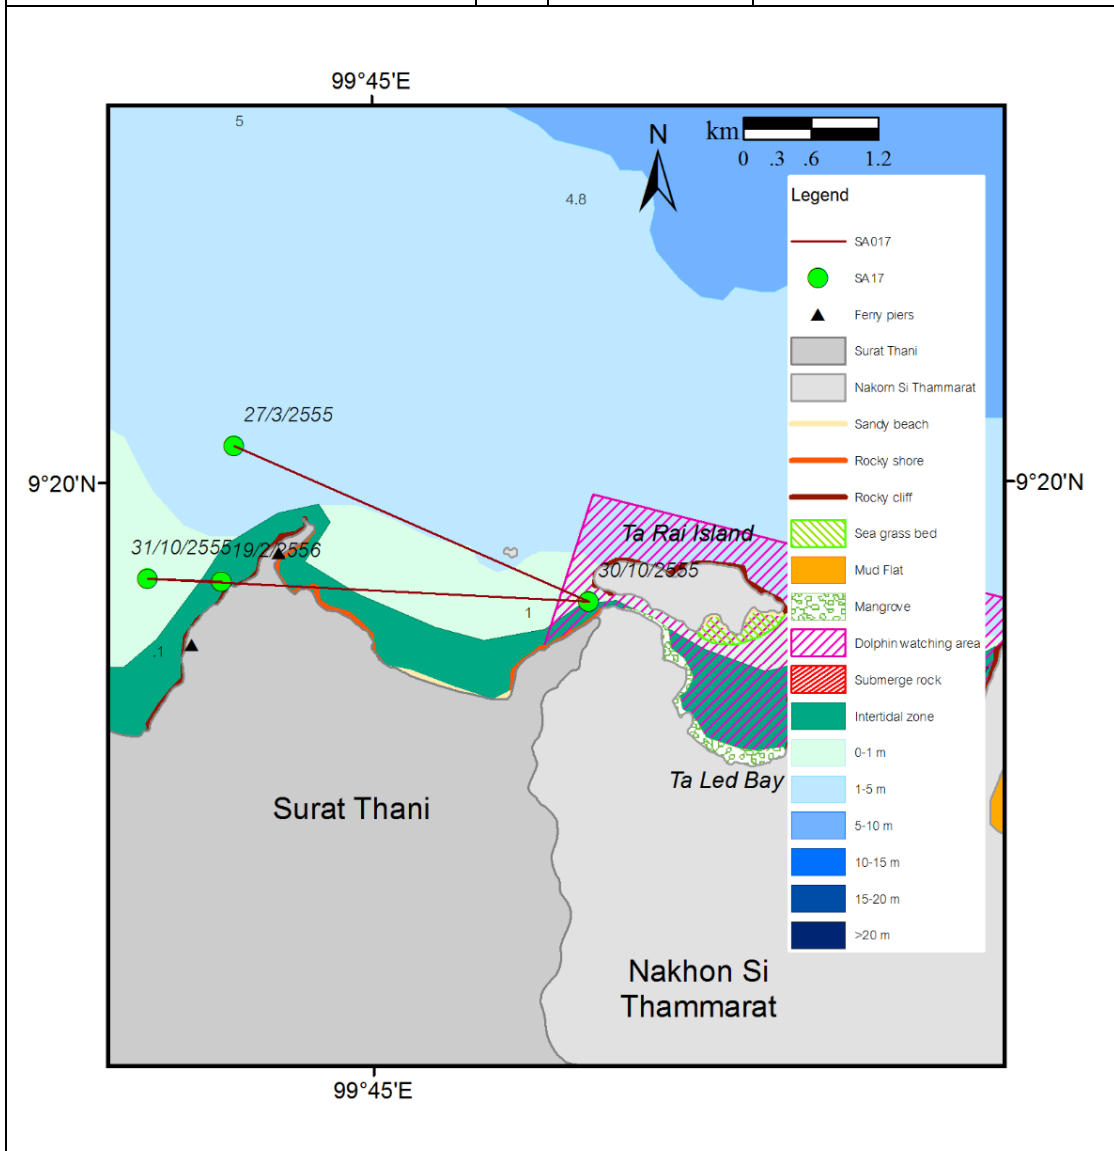 99°45'E
5
km
N
0 .3 .6 1.2
4.8
Legend
SA017
SA17
Ferry piers
Surat Thani
Nakorn Si Thammarat
Sandy beach
Rocky shore
Rocky cliff
Sea grass bed
Mud Flat
Mangrove
Dolphin watching area
Submerge rock
Intertidal zone
0-1 m
1-5 m
5-10 m
10-15 m
15-20 m
>20 m
27/3/2555
9°20'N
9°20'N
Ta Rai Island
31/10/2555
19/2/2556
30/10/2555
1
.1
Ta Led Bay
Surat Thani
Nakhon Si
Thammarat
99°45'E